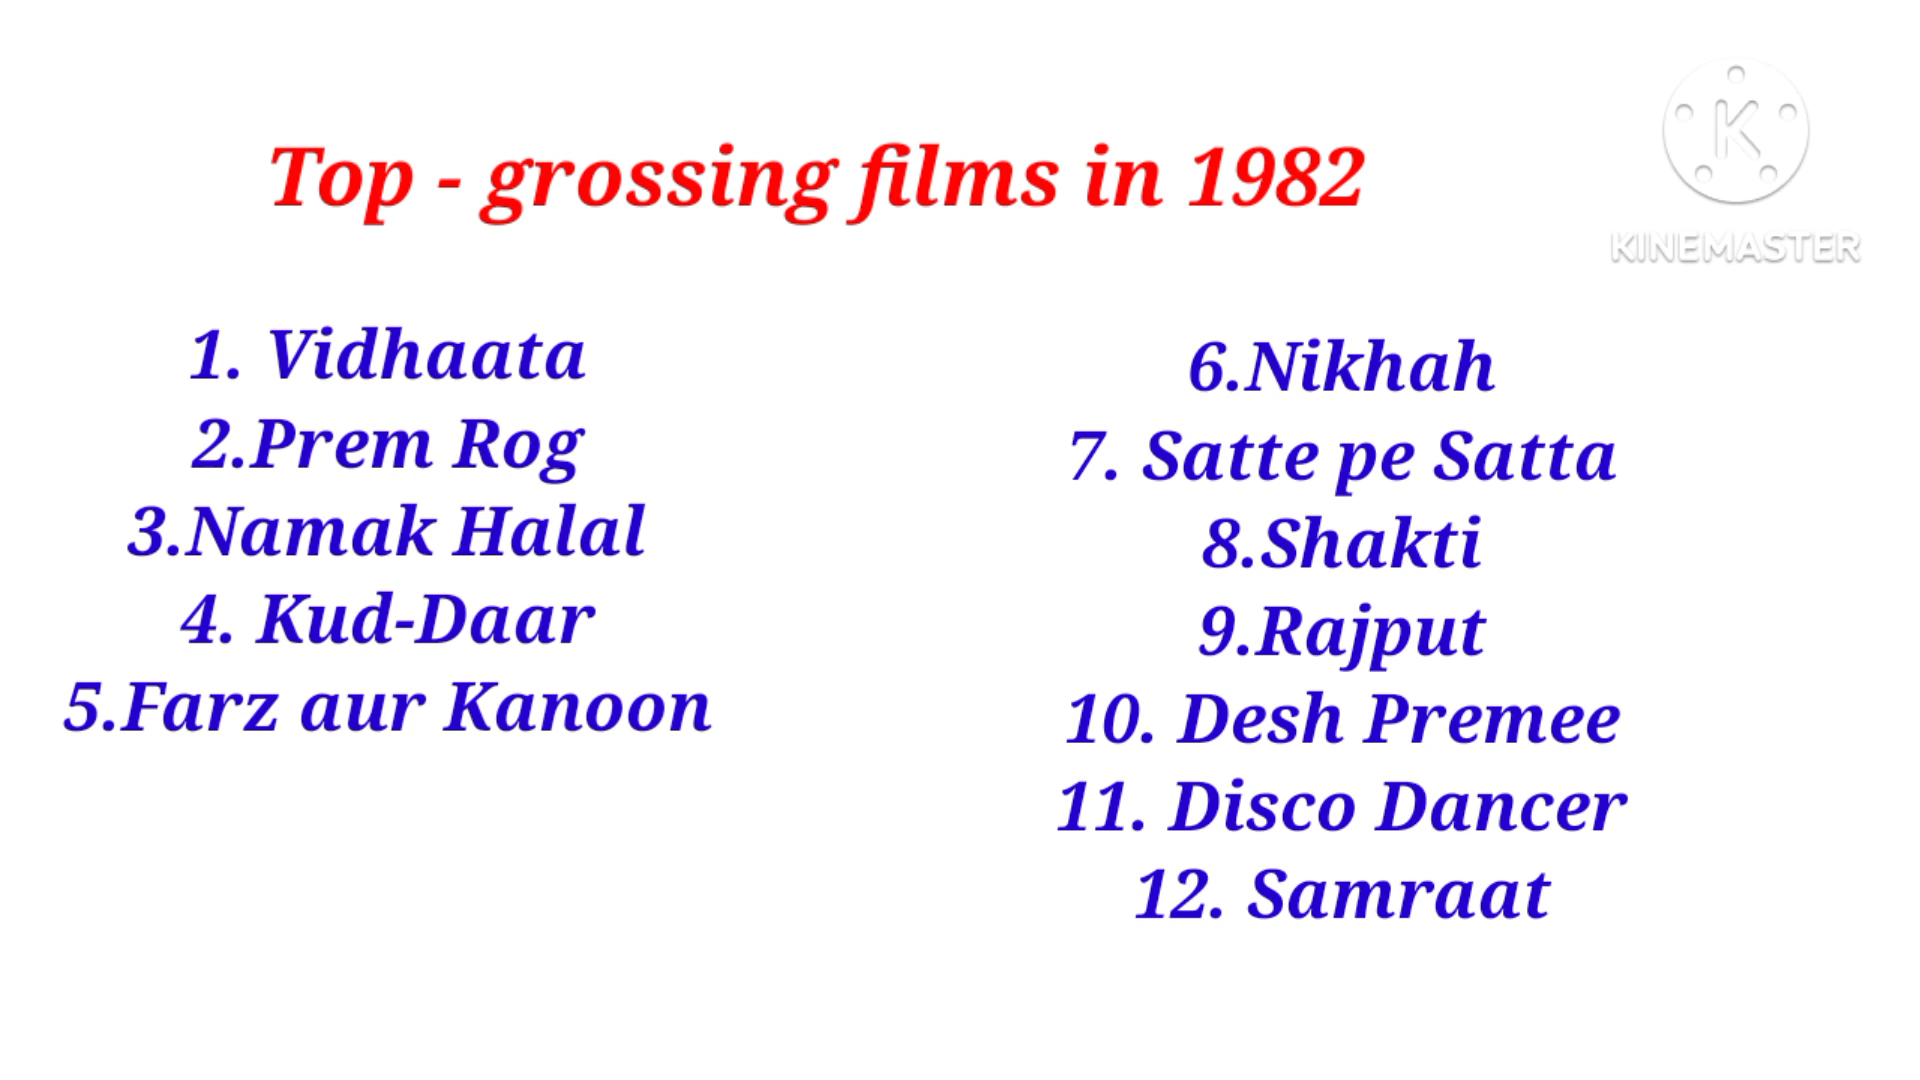 Top - grossing films in 1982
KINEMASTER
1. Vidhaata
2.Prem Rog
3.Namak Halal
4. Kud-Daar
5.Farz aur Kanoon
6.Nikhah
7. Satte pe Satta
8.Shakti
9.Rajput
10. Desh Premee
11. Disco Dancer
12. Samraat